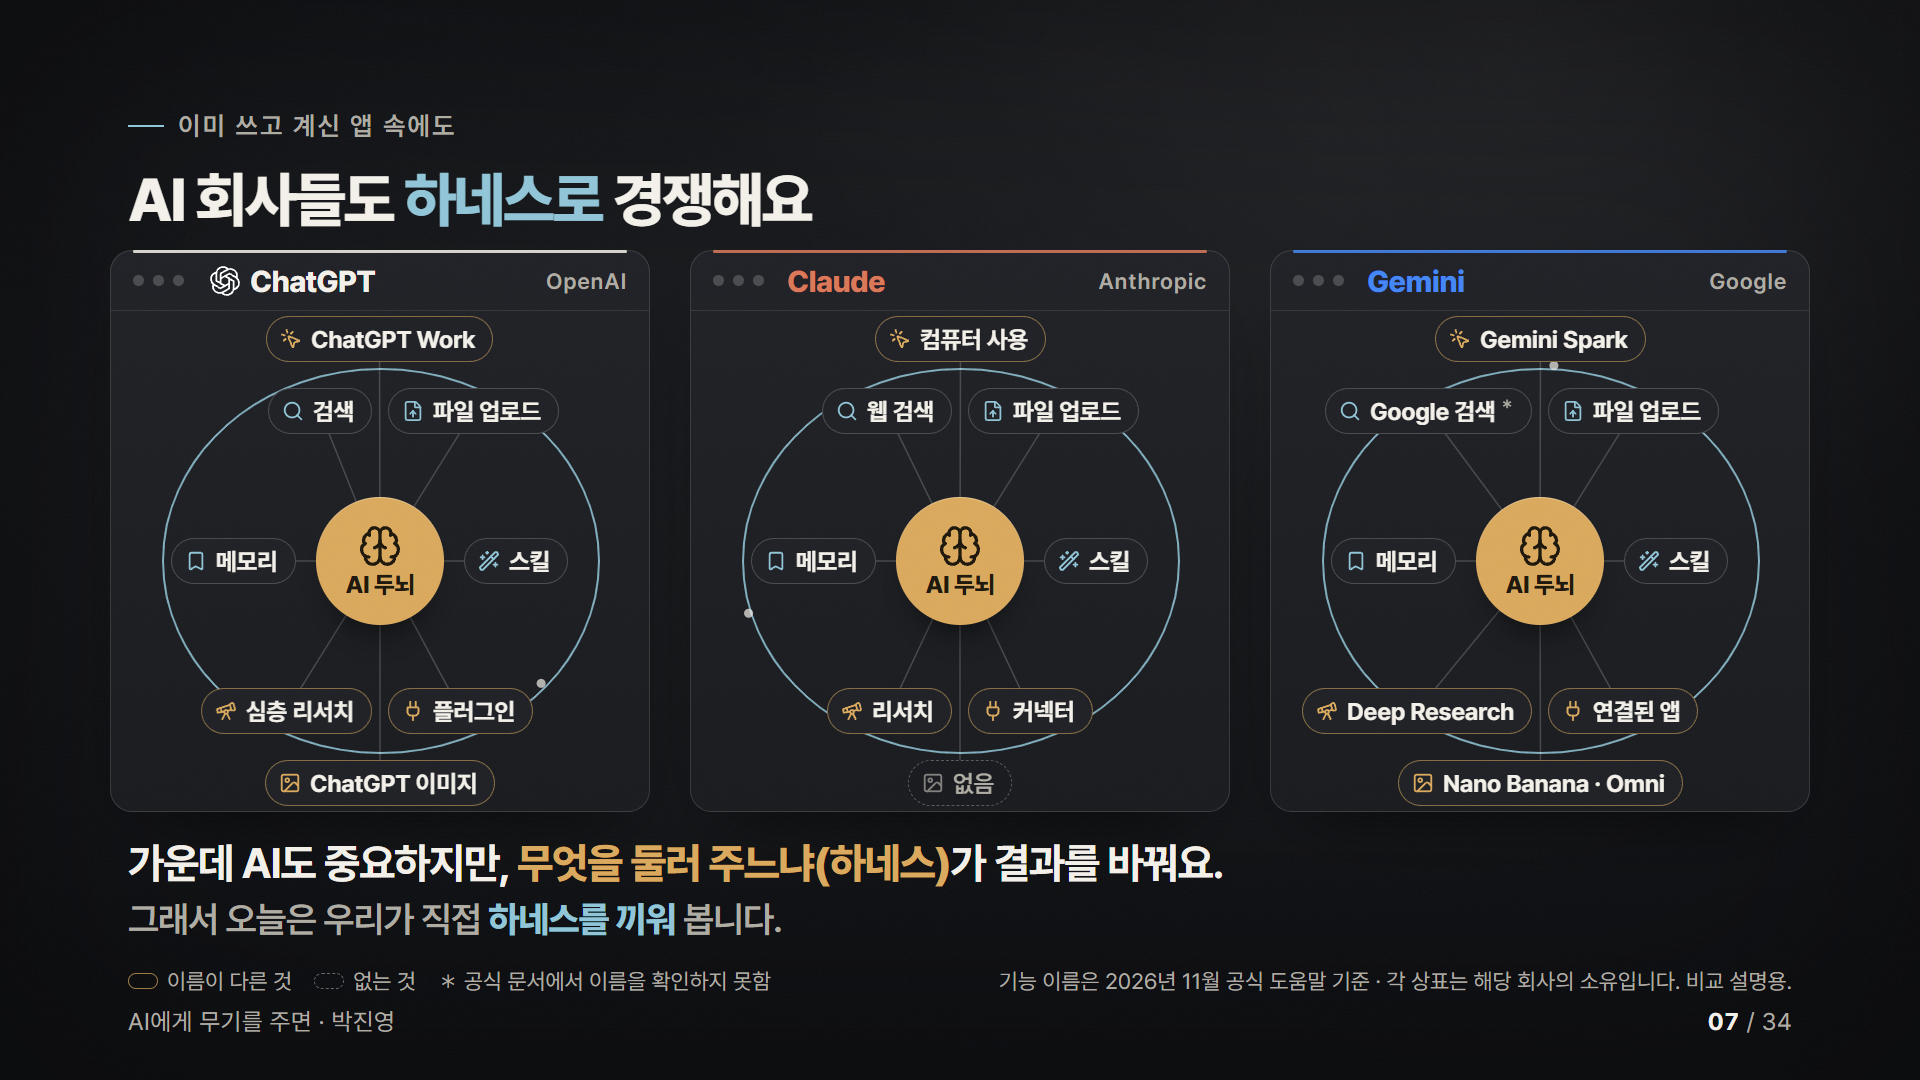 이미 쓰고 계신 앱 속에도
AI 회사들도 하네스로 경쟁해요
ChatGPT
OpenAI
ChatGPT Work
검색
파일 업로드
메모리
AI 두뇌
스킬
심층 리서치
플러그인
ChatGPT 이미지
Claude
Anthropic
컴퓨터 사용
웹 검색
파일 업로드
메모리
AI 두뇌
스킬
리서치
커넥터
없음
Gemini
Google
Gemini Spark
Google 검색 *
파일 업로드
메모리
AI 두뇌
스킬
Deep Research
연결된 앱
Nano Banana · Omni
가운데 AI도 중요하지만, 무엇을 둘러 주느냐(하네스)가 결과를 바꿔요.
그래서 오늘은 우리가 직접 하네스를 끼워 봅니다.
이름이 다른 것 없는 것 * 공식 문서에서 이름을 확인하지 못함
기능 이름은 2026년 11월 공식 도움말 기준 · 각 상표는 해당 회사의 소유입니다. 비교 설명용.
AI에게 무기를 주면 · 박진영
07 / 34